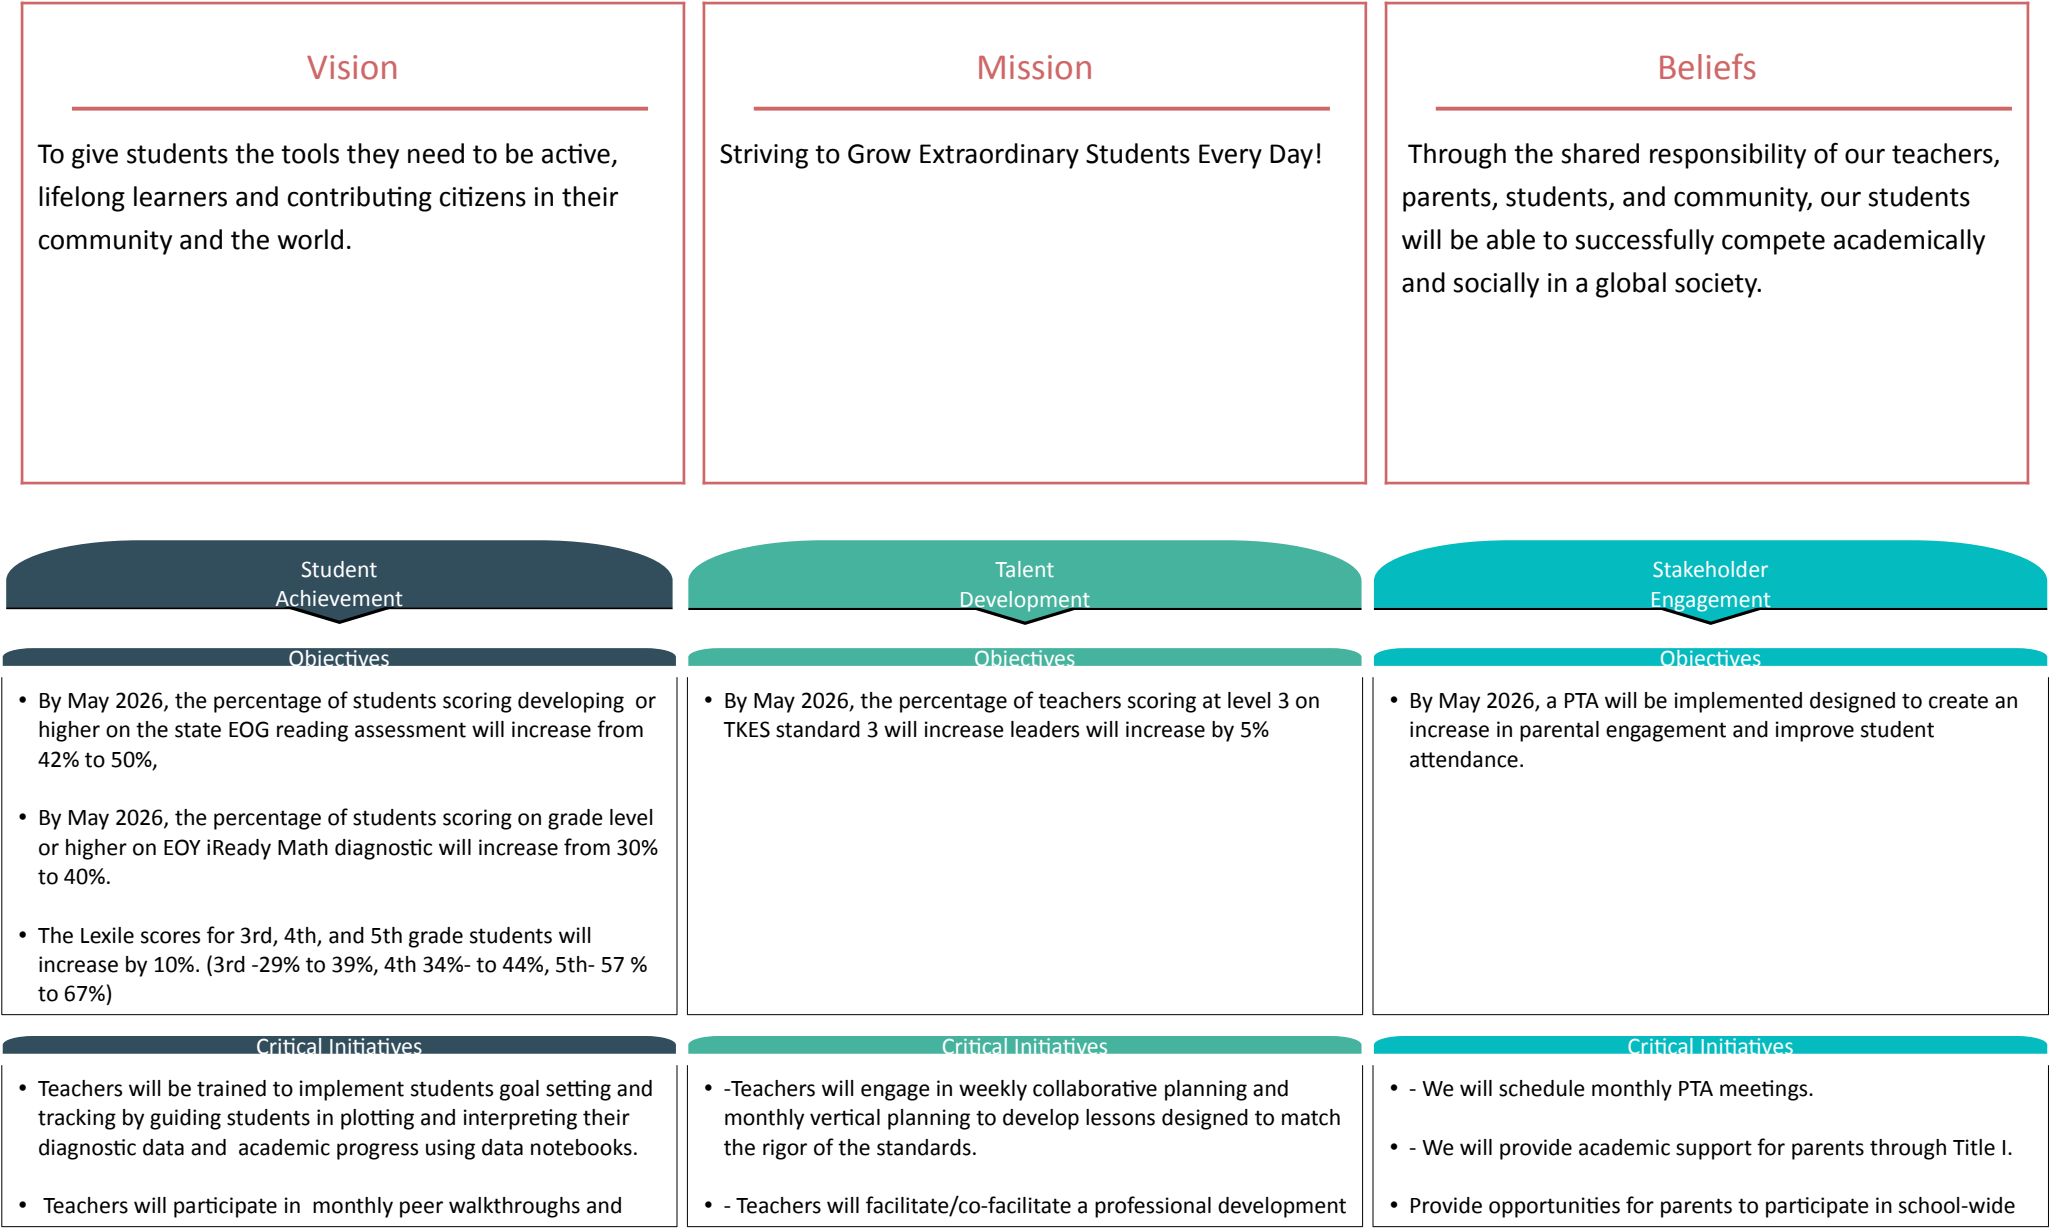 Vision
To give students the tools they need to be active,
lifelong learners and contributing citizens in their
community and the world.
Mission
Striving to Grow Extraordinary Students Every Day!
Beliefs
Through the shared responsibility of our teachers,
parents, students, and community, our students
will be able to successfully compete academically
and socially in a global society.
Student
Achievement
Objectives
• By May 2026, the percentage of students scoring developing  or
higher on the state EOG reading assessment will increase from
42% to 50%,
• By May 2026, the percentage of students scoring on grade level
or higher on EOY iReady Math diagnostic will increase from 30%
to 40%.
• The Lexile scores for 3rd, 4th, and 5th grade students will
increase by 10%. (3rd -29% to 39%, 4th 34%- to 44%, 5th- 57 %
to 67%)
Critical Initiatives
• Teachers will be trained to implement students goal setting and
tracking by guiding students in plotting and interpreting their
diagnostic data and  academic progress using data notebooks.
• Teachers will participate in  monthly peer walkthroughs and
Talent
Development
Objectives
• By May 2026, the percentage of teachers scoring at level 3 on
TKES standard 3 will increase leaders will increase by 5%
Critical Initiatives
• -Teachers will engage in weekly collaborative planning and
monthly vertical planning to develop lessons designed to match
the rigor of the standards.
• - Teachers will facilitate/co-facilitate a professional development
Stakeholder
Engagement
Objectives
• By May 2026, a PTA will be implemented designed to create an
increase in parental engagement and improve student
attendance.
Critical Initiatives
• - We will schedule monthly PTA meetings.
• - We will provide academic support for parents through Title I.
• Provide opportunities for parents to participate in school-wide